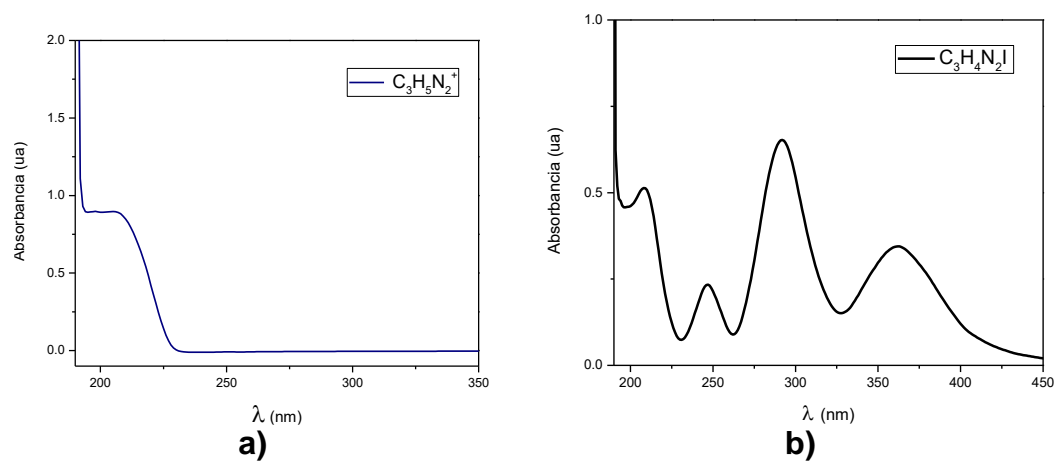 2.0
1.5
1.0
0.5
0.0
Absorbancia (ua)
C₃H₅N₂⁺
200 250 300 350
λ (nm)
a)
1.0
0.5
0.0
Absorbancia (ua)
C₃H₄N₂I
200 250 300 350 400 450
λ (nm)
b)